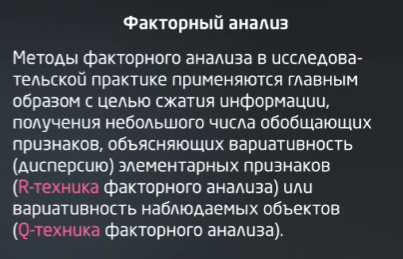 Факторный анализ
Методы факторного анализа в исследова-
тельской практике применяются главным
образом с целью сжатия информации,
получения небольшого числа обобщающих
признаков, объясняющих вариативность
(дисперсию) элементарных признаков
(R-техника факторного анализа) или
вариативность наблюдаемых объектов
(Q-техника факторного анализа).